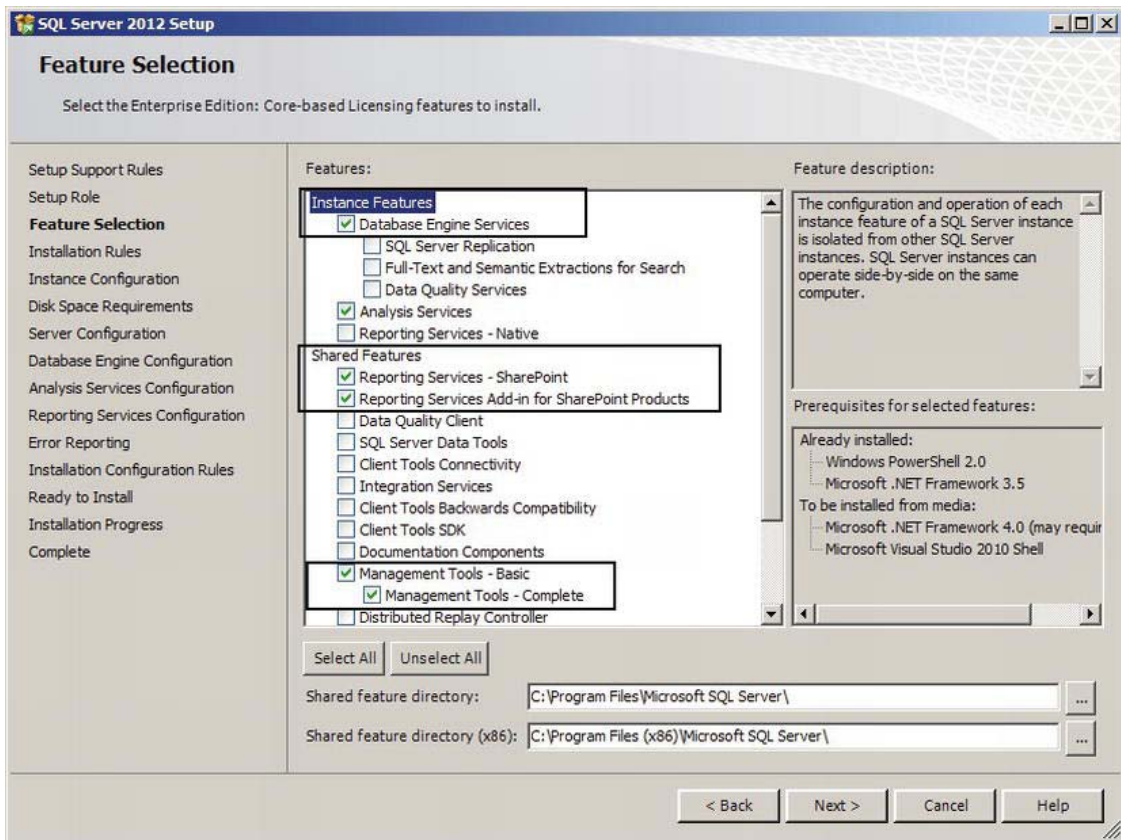 SQL Server 2012 Setup
Feature Selection
Select the Enterprise Edition: Core-based Licensing features to install.
Setup Support Rules
Setup Role
Feature Selection
Installation Rules
Instance Configuration
Disk Space Requirements
Server Configuration
Database Engine Configuration
Analysis Services Configuration
Reporting Services Configuration
Error Reporting
Installation Configuration Rules
Ready to Install
Installation Progress
Complete
Features:
Instance Features
Database Engine Services
SQL Server Replication
Full-Text and Semantic Extractions for Search
Data Quality Services
Analysis Services
Reporting Services - Native
Shared Features
Reporting Services - SharePoint
Reporting Services Add-in for SharePoint Products
Data Quality Client
SQL Server Data Tools
Client Tools Connectivity
Integration Services
Client Tools Backwards Compatibility
Client Tools SDK
Documentation Components
Management Tools - Basic
Management Tools - Complete
Distributed Replay Controller
Feature description:
The configuration and operation of each
instance feature of a SQL Server instance
is isolated from other SQL Server
instances. SQL Server instances can
operate side-by-side on the same
computer.
Prerequisites for selected features:
Already installed:
Windows PowerShell 2.0
Microsoft .NET Framework 3.5
To be installed from media:
Microsoft .NET Framework 4.0 (may requir
Microsoft Visual Studio 2010 Shell
Select All
Unselect All
Shared feature directory:
C:\Program Files\Microsoft SQL Server\
...
Shared feature directory (x86):
C:\Program Files (x86)\Microsoft SQL Server\
...
< Back
Next >
Cancel
Help